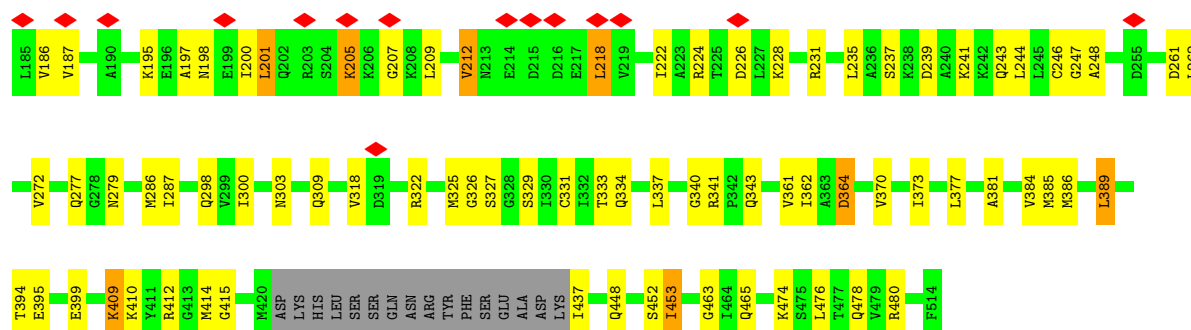 L185 V186 V187 A190 K195 E196 A197 N198 E199 I200 L201 Q202 R203 S204 K205 K206 G207 K208 L209 V212 N213 E214 D215 D216 E217 L218 V219 I222 A223 R224 T225 D226 L227 K228 R231 L235 A236 S237 K238 D239 A240 K241 K242 Q243 L244 L245 C246 G247 A248 D255 D261
V272 Q277 G278 N279 M286 I287 Q298 V299 I300 N303 Q309 V318 D319 R322 M325 G326 S327 G328 S329 I330 C331 I332 T333 Q334 L337 G340 R341 P342 Q343 V361 I362 A363 D364 V370 I373 L377 A381 V384 M385 M386 L389
T394 E395 E399 K409 K410 Y411 R412 G413 M414 G415 M420 ASP LYS HIS LEU SER SER GLN ASN ARG TYR PHE SER GLU ALA ASP LYS I437 Q448 S452 I453 G463 I464 Q465 K474 S475 L476 T477 Q478 V479 R480 F514